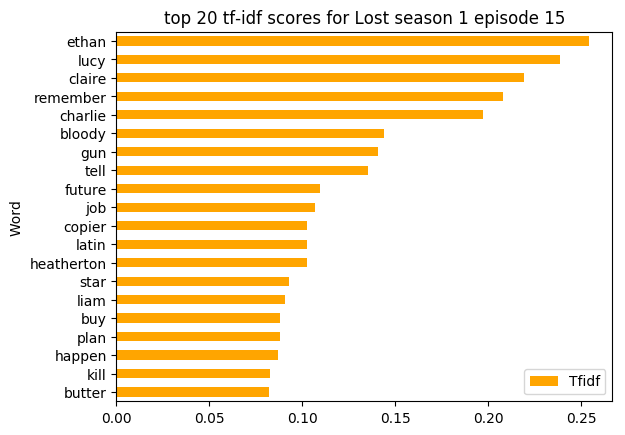 top 20 tf-idf scores for Lost season 1 episode 15
ethan
lucy
claire
remember
charlie
bloody
gun
tell
future
job
copier
latin
heatherton
star
liam
buy
plan
happen
kill
butter
Word
Tfidf
0.00 0.05 0.10 0.15 0.20 0.25